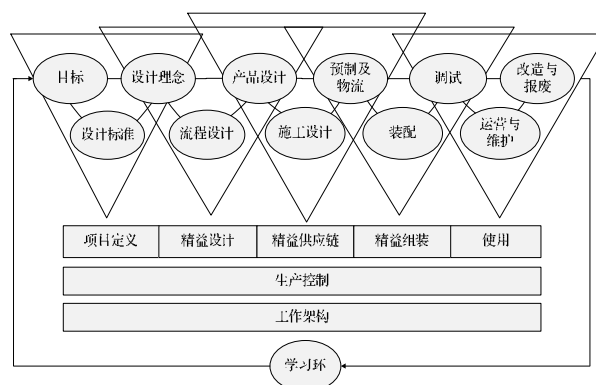 目标
设计理念
产品设计
预制及
物流
调试
改造与
报废
设计标准
流程设计
施工设计
装配
运营与
维护
项目定义
精益设计
精益供应链
精益组装
使用
生产控制
工作架构
学习环